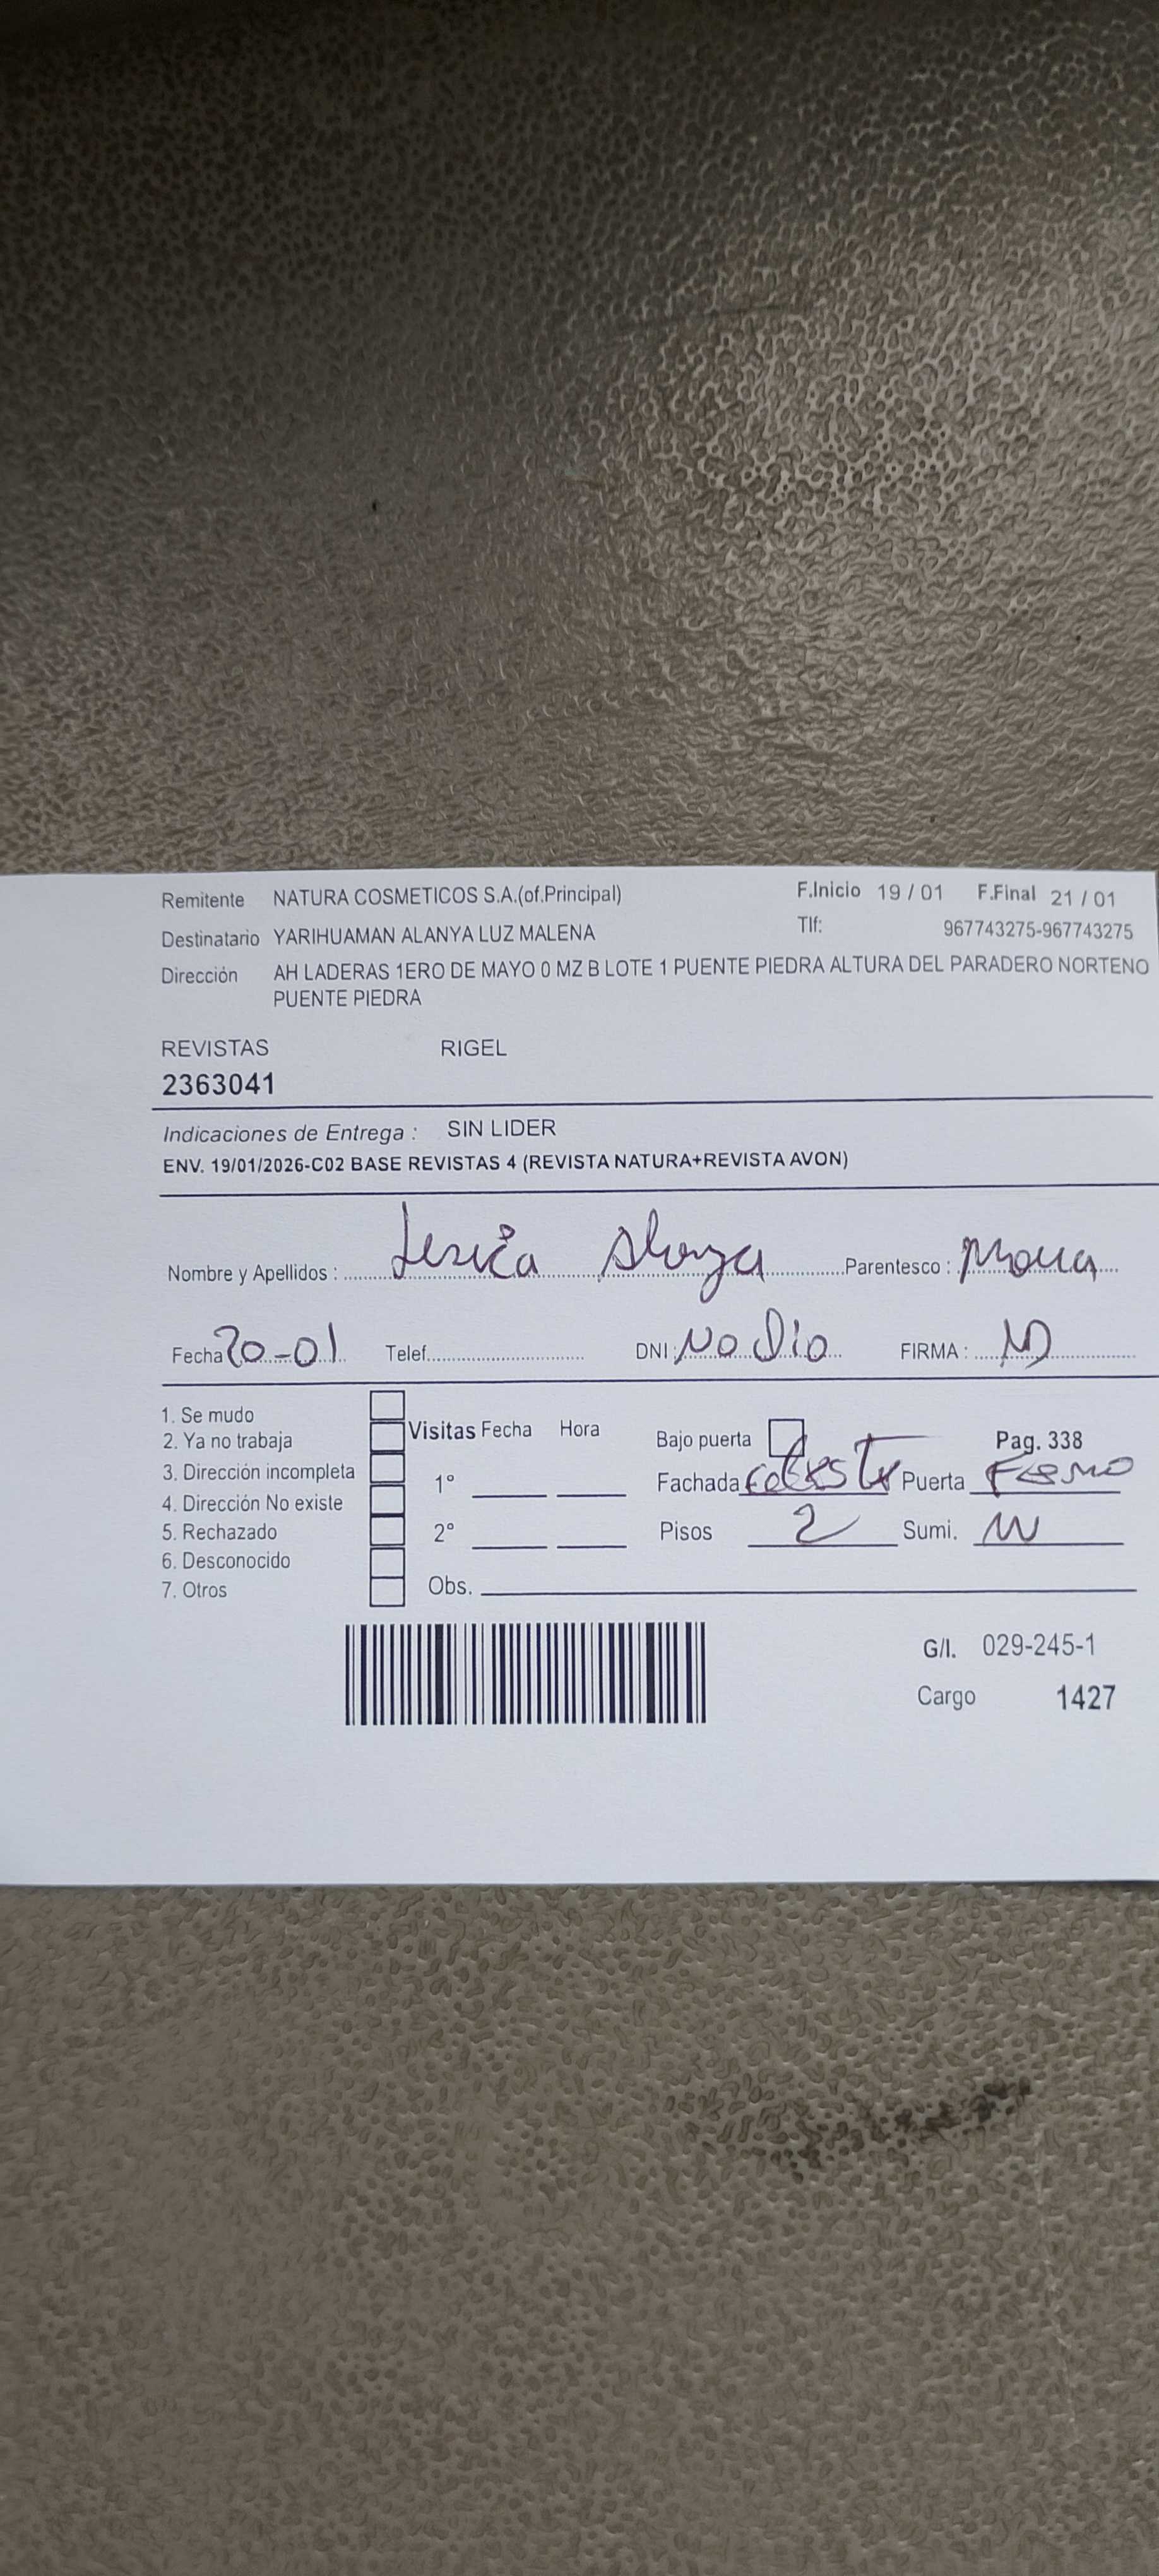 Remitente NATURA COSMETICOS S.A.(of.Principal) F.Inicio 19 / 01 F.Final 21 / 01
Destinatario YARIHUAMAN ALANYA LUZ MALENA Tlf: 967743275-967743275
Dirección AH LADERAS 1ERO DE MAYO 0 MZ B LOTE 1 PUENTE PIEDRA ALTURA DEL PARADERO NORTENO
PUENTE PIEDRA
REVISTAS RIGEL
2363041
Indicaciones de Entrega : SIN LIDER
ENV. 19/01/2026-C02 BASE REVISTAS 4 (REVISTA NATURA+REVISTA AVON)
Nombre y Apellidos : Jesica Alanya Parentesco :
Fecha 20-01 Telef. DNI : No Dio FIRMA :
1. Se mudo
2. Ya no trabaja
3. Dirección incompleta
4. Dirección No existe
5. Rechazado
6. Desconocido
7. Otros
Visitas Fecha Hora
1°
2°
Obs.
Bajo puerta Pag. 338
Fachada Celeste Puerta Fierro
Pisos 2 Sumi.
G/I. 029-245-1
Cargo 1427